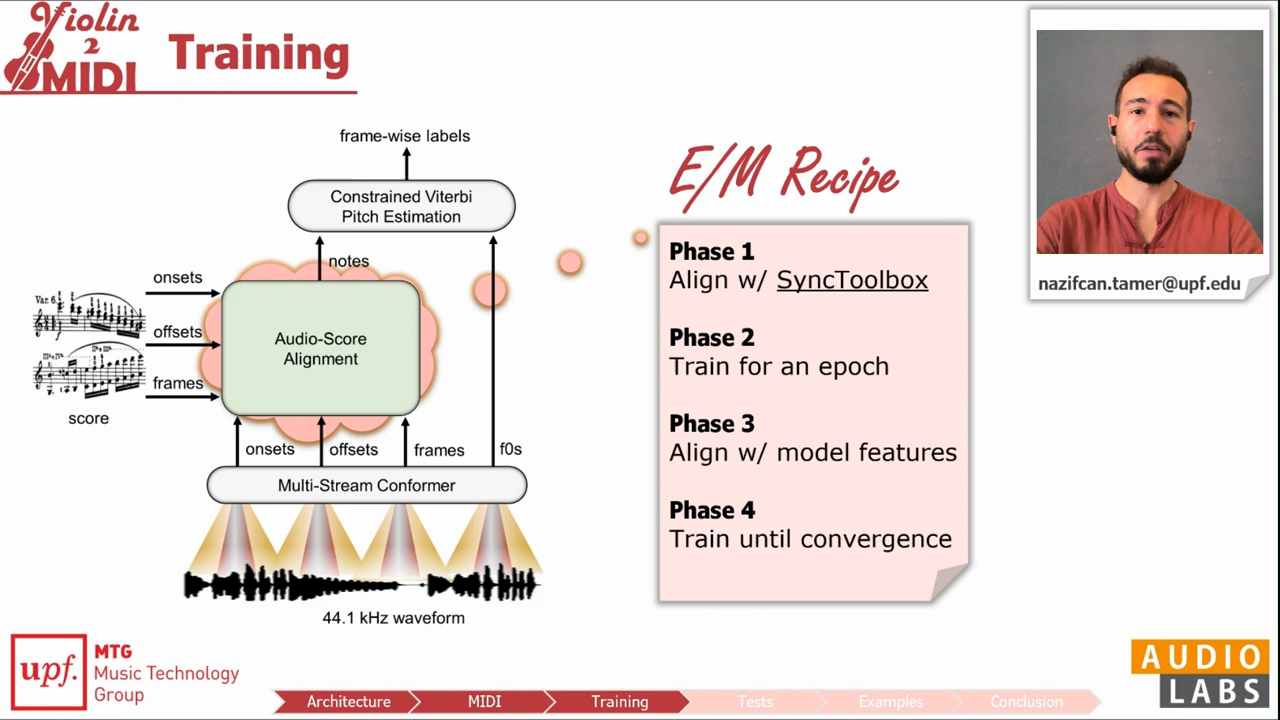 Violin
2
MIDI
Training
frame-wise labels
Constrained Viterbi
Pitch Estimation
notes
onsets
offsets
frames
Var. 6.
score
Audio-Score
Alignment
onsets
offsets
frames
f0s
Multi-Stream Conformer
44.1 kHz waveform
E/M Recipe
Phase 1
Align w/ SyncToolbox
Phase 2
Train for an epoch
Phase 3
Align w/ model features
Phase 4
Train until convergence
nazifcan.tamer@upf.edu
upf.
MTG
Music Technology
Group
Architecture
MIDI
Training
Tests
Examples
Conclusion
AUDIO
LABS